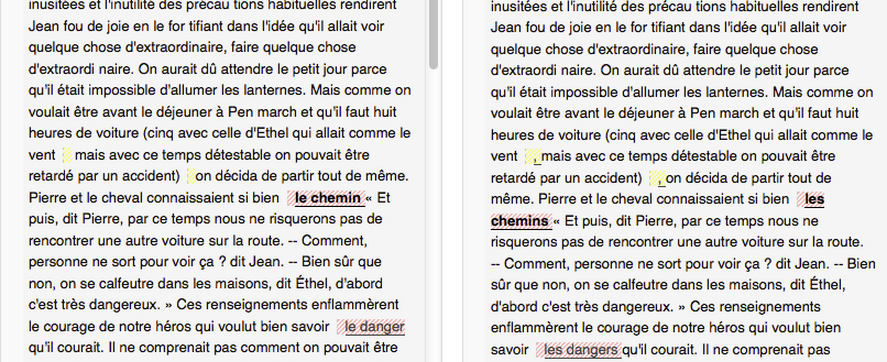 inusitées et l'inutilité des précau tions habituelles rendirent
Jean fou de joie en le for tifiant dans l'idée qu'il allait voir
quelque chose d'extraordinaire, faire quelque chose
d'extraordi naire. On aurait dû attendre le petit jour parce
qu'il était impossible d'allumer les lanternes. Mais comme on
voulait être avant le déjeuner à Pen march et qu'il faut huit
heures de voiture (cinq avec celle d'Ethel qui allait comme le
vent mais avec ce temps détestable on pouvait être
retardé par un accident) on décida de partir tout de même.
Pierre et le cheval connaissaient si bien le chemin « Et
puis, dit Pierre, par ce temps nous ne risquerons pas de
rencontrer une autre voiture sur la route. -- Comment,
personne ne sort pour voir ça ? dit Jean. -- Bien sûr que
non, on se calfeutre dans les maisons, dit Éthel, d'abord
c'est très dangereux. » Ces renseignements enflammèrent
le courage de notre héros qui voulut bien savoir le danger
qu'il courait. Il ne comprenait pas comment on pouvait être
inusitées et l'inutilité des précau tions habituelles rendirent
Jean fou de joie en le for tifiant dans l'idée qu'il allait voir
quelque chose d'extraordinaire, faire quelque chose
d'extraordi naire. On aurait dû attendre le petit jour parce
qu'il était impossible d'allumer les lanternes. Mais comme on
voulait être avant le déjeuner à Pen march et qu'il faut huit
heures de voiture (cinq avec celle d'Ethel qui allait comme le
vent , mais avec ce temps détestable on pouvait être
retardé par un accident) , on décida de partir tout de
même. Pierre et le cheval connaissaient si bien les
chemins « Et puis, dit Pierre, par ce temps nous ne
risquerons pas de rencontrer une autre voiture sur la route.
-- Comment, personne ne sort pour voir ça ? dit Jean. -- Bien
sûr que non, on se calfeutre dans les maisons, dit Éthel,
d'abord c'est très dangereux. » Ces renseignements
enflammèrent le courage de notre héros qui voulut bien
savoir les dangers qu'il courait. Il ne comprenait pas